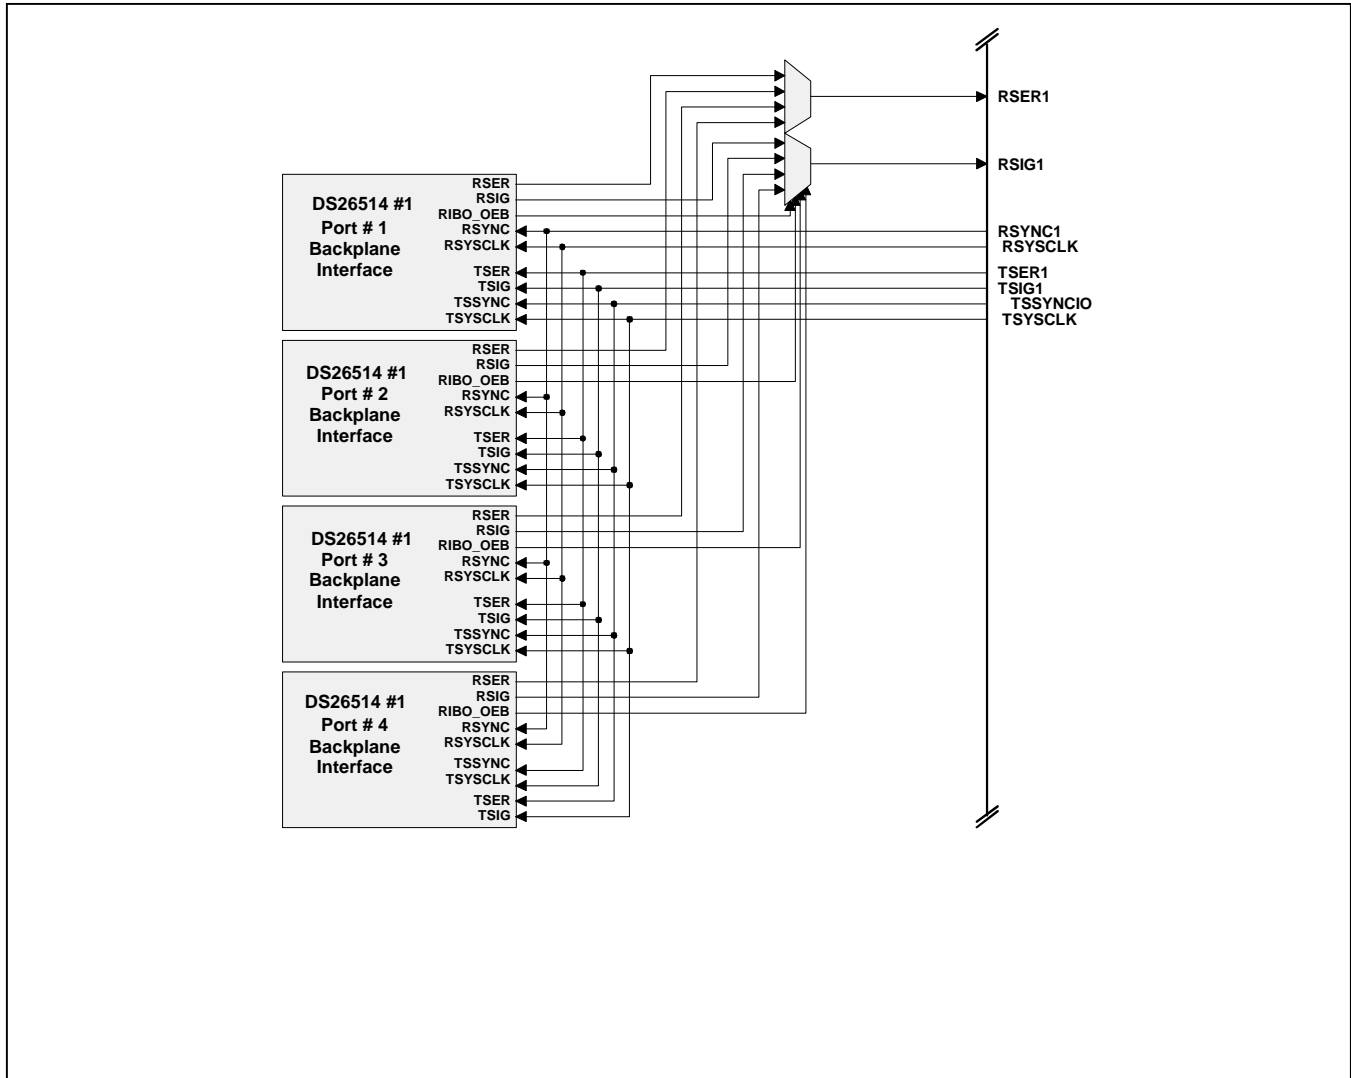 RSER1
RSIG1
DS26514 #1
Port # 1
Backplane
Interface
RSER
RSIG
RIBO_OEB
RSYNC
RSYSCLK
TSER
TSIG
TSSYNC
TSYSCLK
RSYNC1
RSYSCLK
TSER1
TSIG1
TSSYNCIO
TSYSCLK
DS26514 #1
Port # 2
Backplane
Interface
RSER
RSIG
RIBO_OEB
RSYNC
RSYSCLK
TSER
TSIG
TSSYNC
TSYSCLK
DS26514 #1
Port # 3
Backplane
Interface
RSER
RSIG
RIBO_OEB
RSYNC
RSYSCLK
TSER
TSIG
TSSYNC
TSYSCLK
DS26514 #1
Port # 4
Backplane
Interface
RSER
RSIG
RIBO_OEB
RSYNC
RSYSCLK
TSSYNC
TSYSCLK
TSER
TSIG